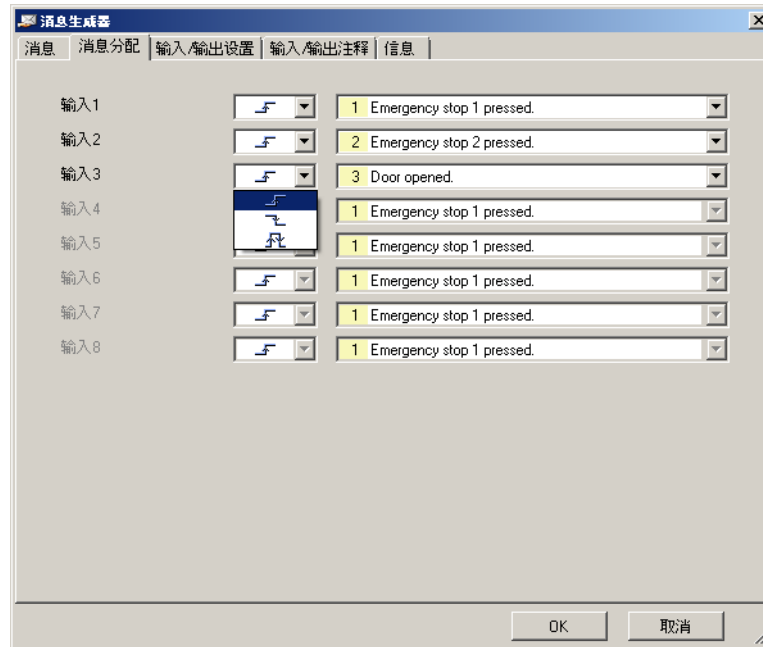 消息生成器
消息 消息分配 输入/输出设置 输入/输出注释 信息
输入1 1 Emergency stop 1 pressed.
输入2 2 Emergency stop 2 pressed.
输入3 3 Door opened.
输入4 1 Emergency stop 1 pressed.
输入5 1 Emergency stop 1 pressed.
输入6 1 Emergency stop 1 pressed.
输入7 1 Emergency stop 1 pressed.
输入8 1 Emergency stop 1 pressed.
OK 取消